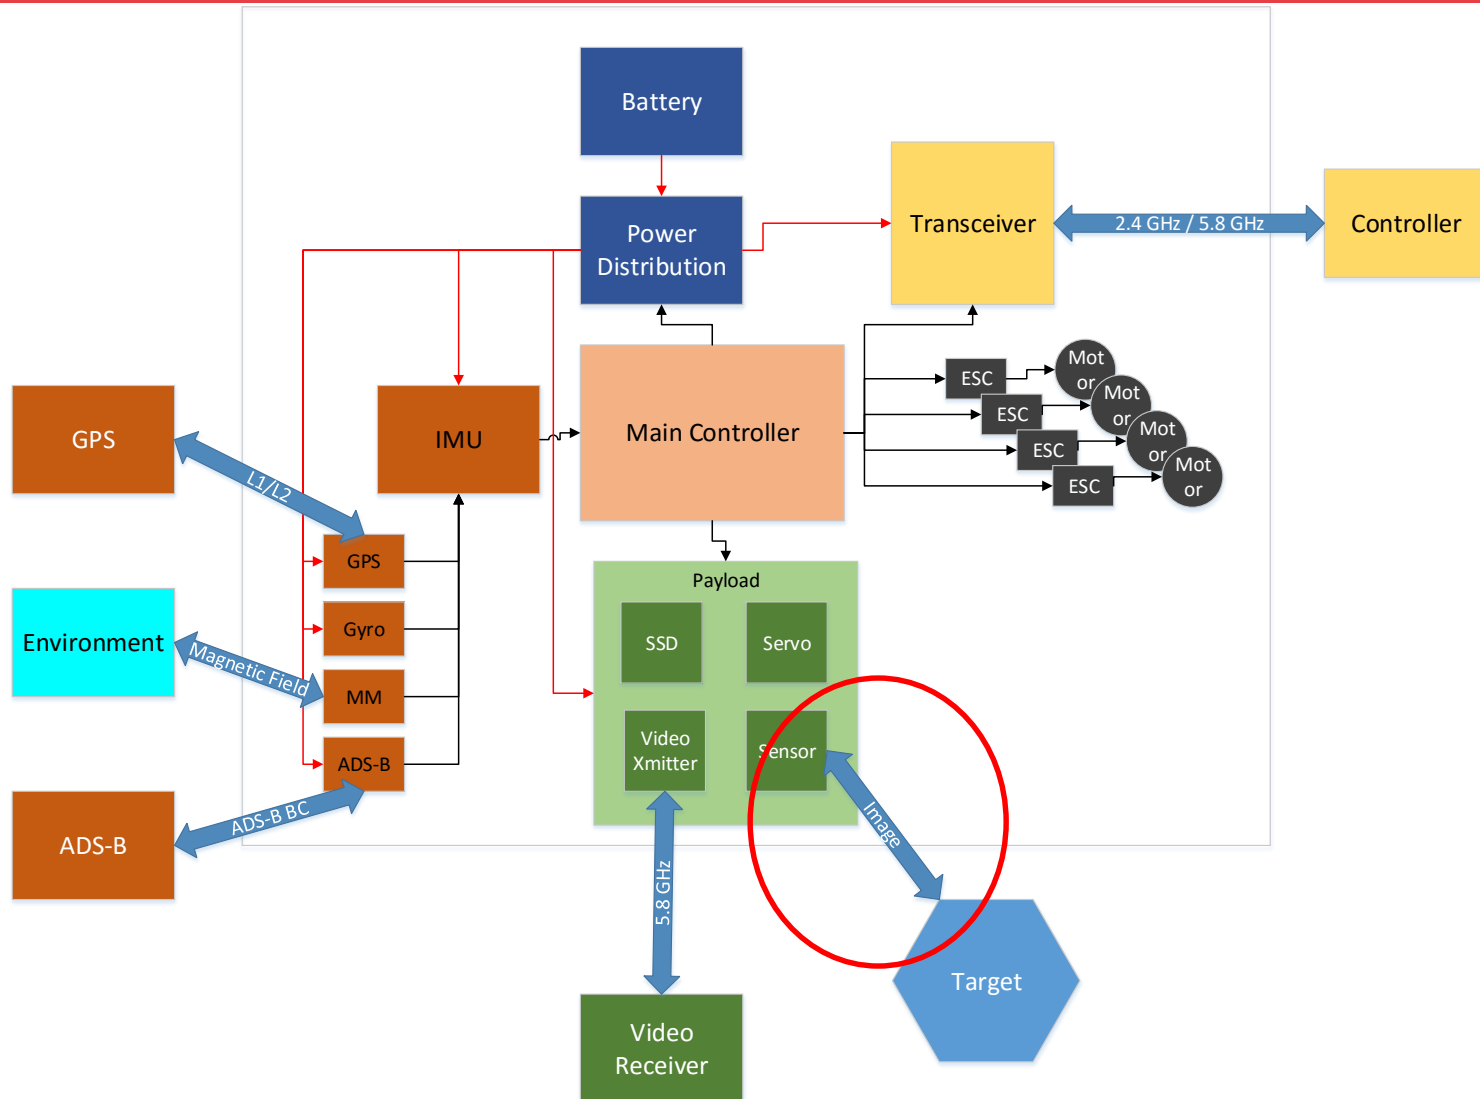 Battery
Power
Distribution
Transceiver
2.4 GHz / 5.8 GHz
Controller
GPS
L1/L2
IMU
Main Controller
ESC
Mot
or
ESC
Mot
or
ESC
Mot
or
ESC
Mot
or
GPS
Gyro
MM
ADS-B
Environment
Magnetic Field
ADS-B
ADS-B BC
Payload
SSD
Servo
Video
Xmitter
Sensor
Image
5.8 GHz
Target
Video
Receiver